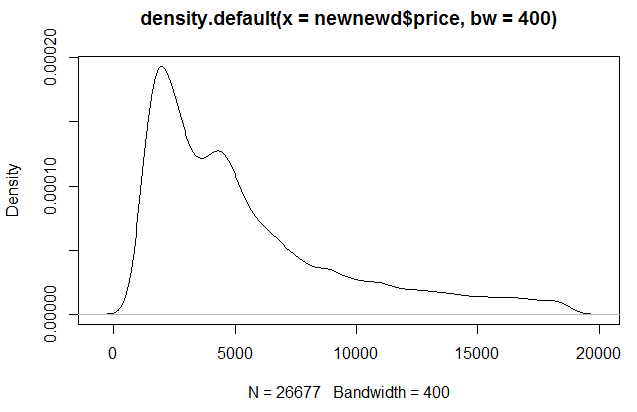 density.default(x = newnewd$price, bw = 400)
Density
0.00020
0.00010
0.00000
0 5000 10000 15000 20000
N = 26677 Bandwidth = 400